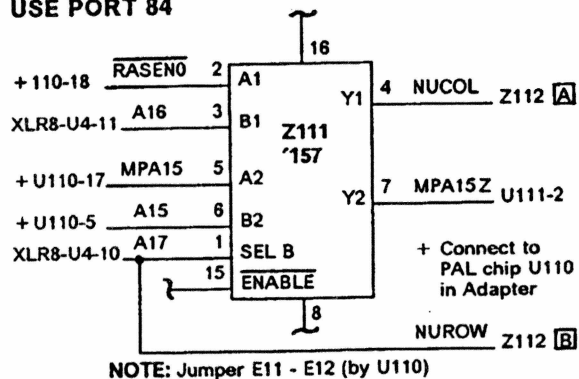 USE PORT 84
16
+110-18 RASEN0 2 A1
Y1 4 NUCOL Z112 A
XLR8-U4-11 A16 3 B1
Z111
'157
+U110-17 MPA15 5 A2
Y2 7 MPA15Z U111-2
+U110-5 A15 6 B2
XLR8-U4-10 A17 1 SEL B
15 ENABLE
+ Connect to
PAL chip U110
in Adapter
8
NUROW Z112 B
NOTE: Jumper E11 - E12 (by U110)